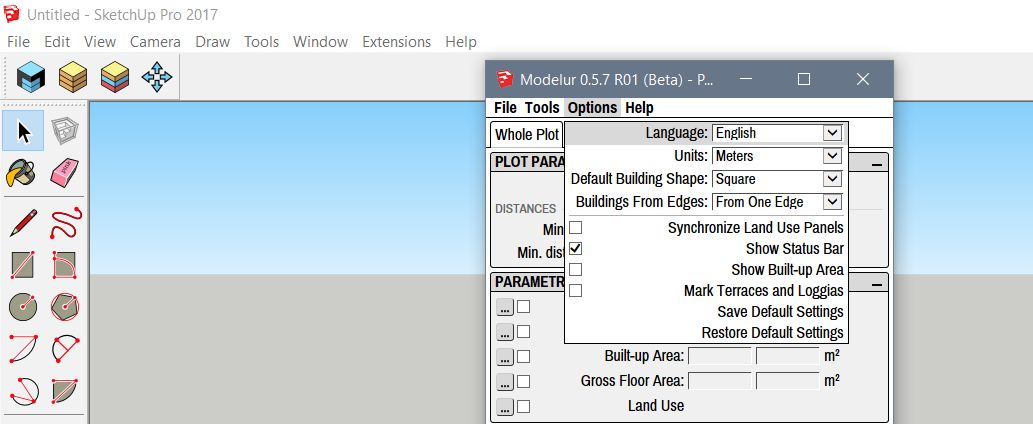 Untitled - SketchUp Pro 2017
File Edit View Camera Draw Tools Window Extensions Help
Modelur 0.5.7 R01 (Beta) - P...
File Tools Options Help
Whole Plot
Language: English
Units: Meters
PLOT PARA
Default Building Shape: Square
Buildings From Edges: From One Edge
DISTANCES
Synchronize Land Use Panels
Min
Show Status Bar
Min. dist
Show Built-up Area
PARAMETR
Mark Terraces and Loggias
... Save Default Settings
... Restore Default Settings
... Built-up Area: m²
... Gross Floor Area: m²
... Land Use